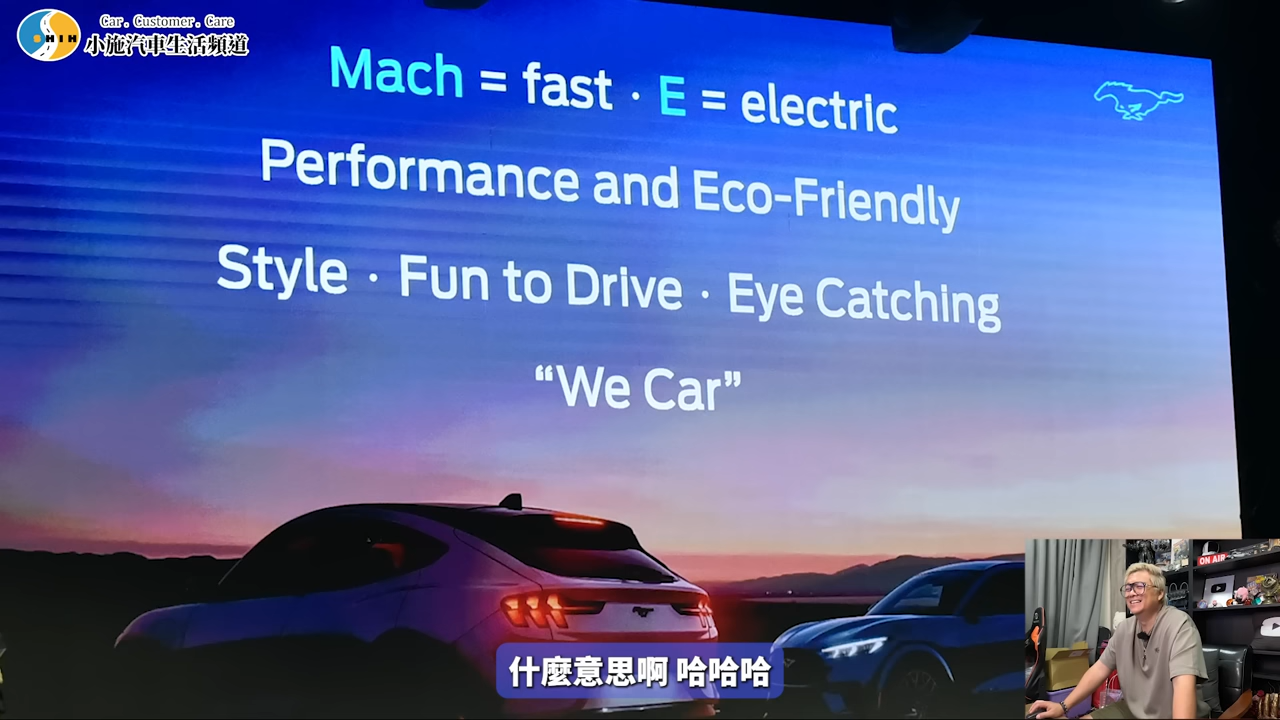 Car . Customer . Care
SHIH
小施汽車生活頻道
Mach = fast · E = electric
Performance and Eco-Friendly
Style · Fun to Drive · Eye Catching
“We Car”
ON AIR
什麼意思啊 哈哈哈